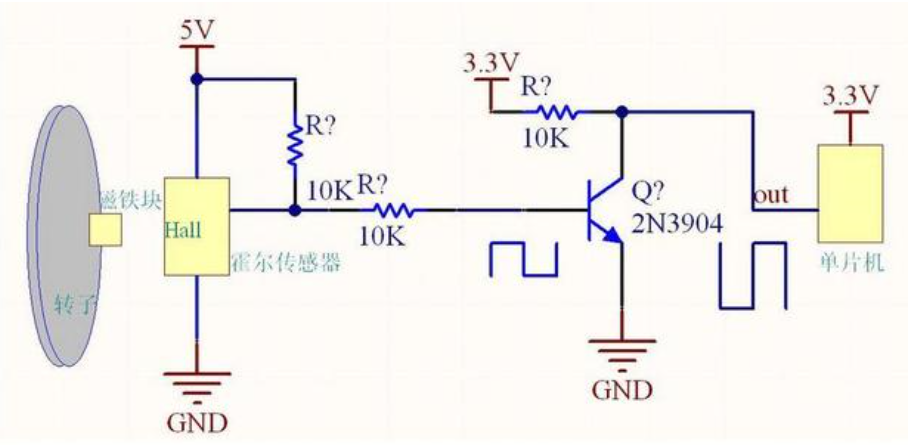 5V
3.3V
R?
3.3V
R?
10K
磁铁块
10K
R?
Q?
out
Hall
2N3904
10K
霍尔传感器
单片机
转子
GND
GND